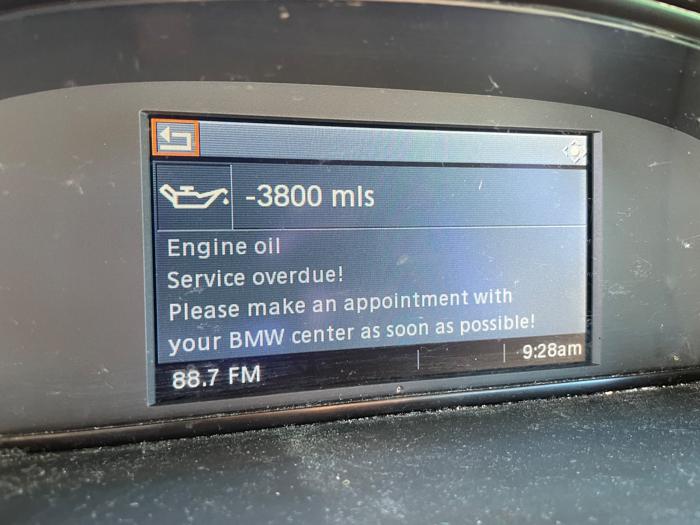 -3800 mls
Engine oil
Service overdue!
Please make an appointment with
your BMW center as soon as possible!
9:28am
88.7 FM